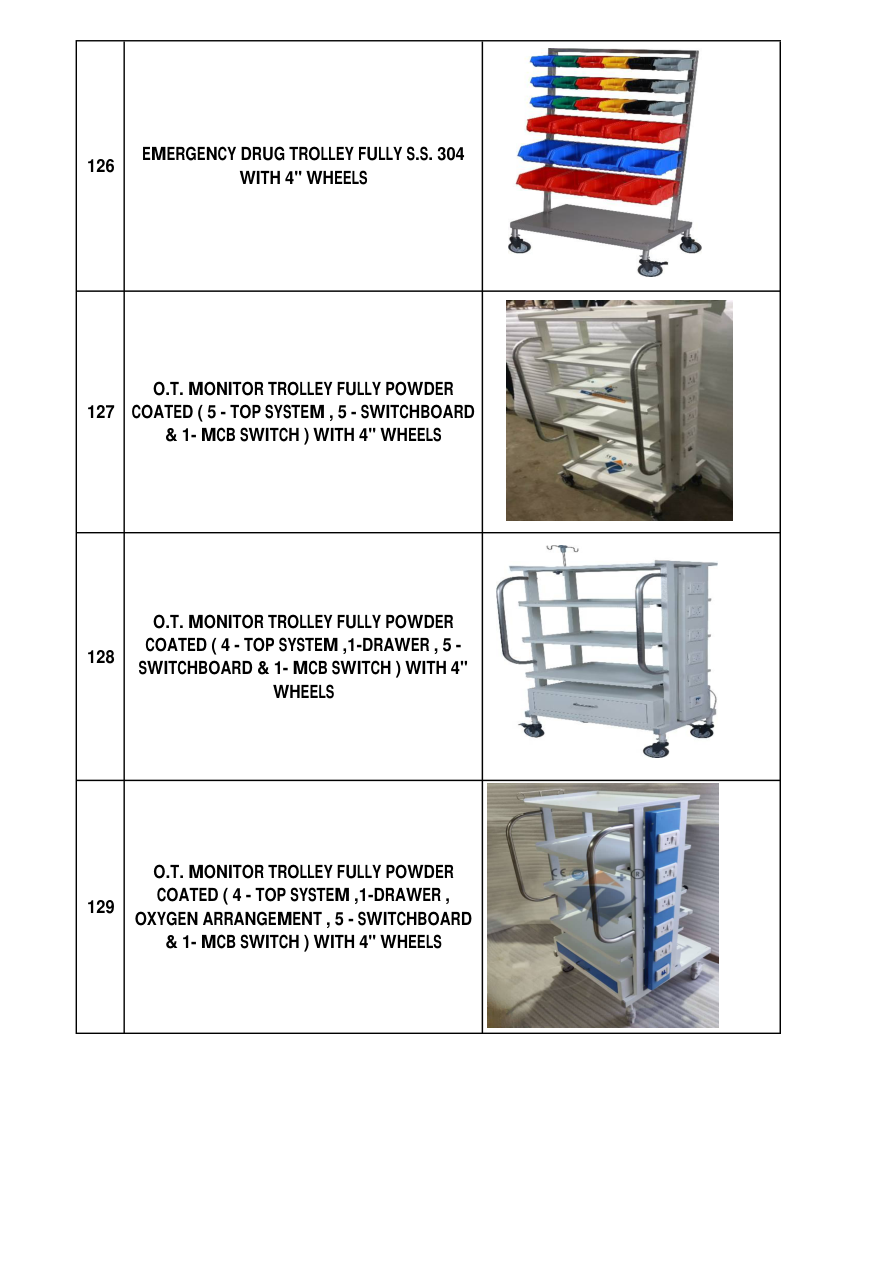 126
EMERGENCY DRUG TROLLEY FULLY S.S. 304
WITH 4" WHEELS
127
O.T. MONITOR TROLLEY FULLY POWDER
COATED ( 5 - TOP SYSTEM , 5 - SWITCHBOARD
& 1- MCB SWITCH ) WITH 4" WHEELS
128
O.T. MONITOR TROLLEY FULLY POWDER
COATED ( 4 - TOP SYSTEM ,1-DRAWER , 5 -
SWITCHBOARD & 1- MCB SWITCH ) WITH 4"
WHEELS
129
O.T. MONITOR TROLLEY FULLY POWDER
COATED ( 4 - TOP SYSTEM ,1-DRAWER ,
OXYGEN ARRANGEMENT , 5 - SWITCHBOARD
& 1- MCB SWITCH ) WITH 4" WHEELS
CE